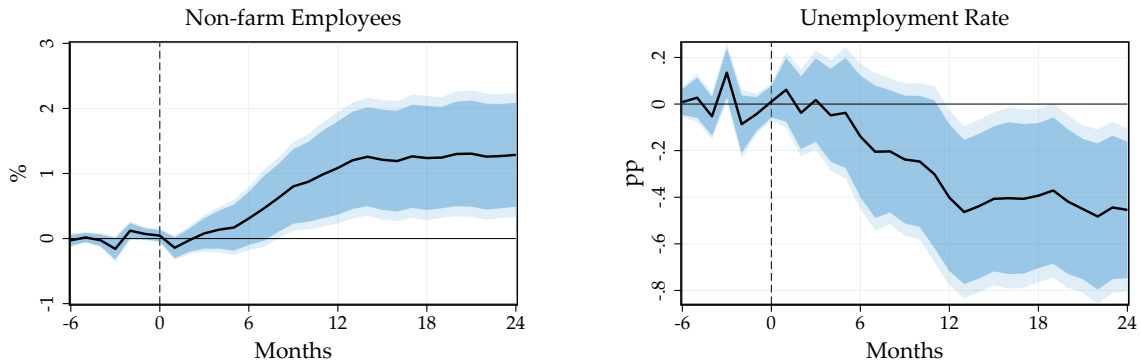 Non-farm Employees
%
3
2
1
0
-1
-6 0 6 12 18 24
Months
Unemployment Rate
pp
.2
0
-.2
-.4
-.6
-.8
-6 0 6 12 18 24
Months